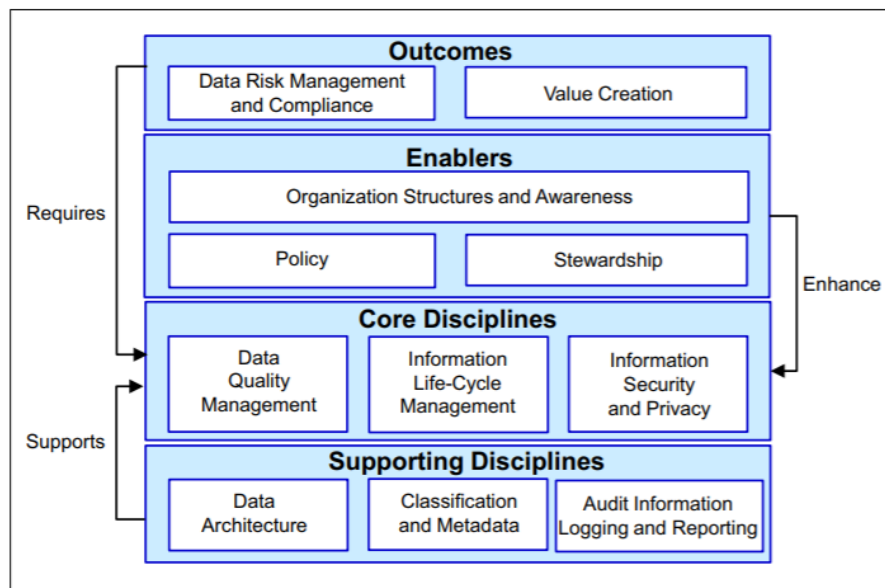 Outcomes
Data Risk Management
and Compliance
Value Creation
Enablers
Organization Structures and Awareness
Requires
Policy
Stewardship
Enhance
Core Disciplines
Data
Quality
Management
Information
Life-Cycle
Management
Information
Security
and Privacy
Supports
Supporting Disciplines
Data
Architecture
Classification
and Metadata
Audit Information
Logging and Reporting